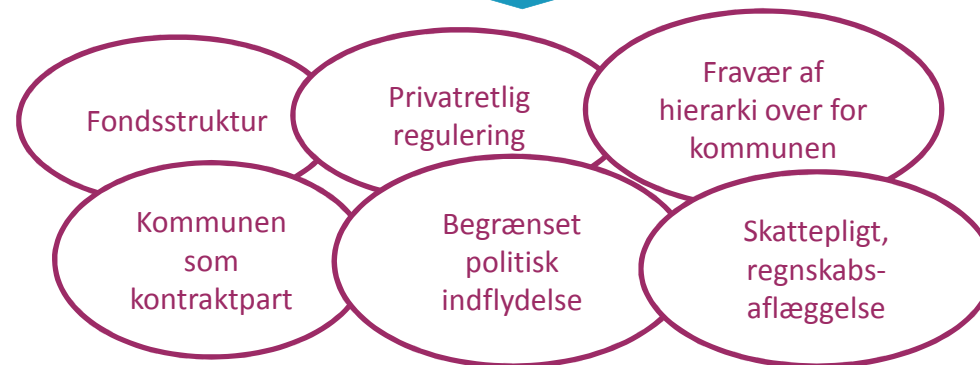 Fondsstruktur
Privatretlig
regulering
Fravær af
hierarki over for
kommunen
Kommunen
som
kontraktpart
Begrænset
politisk
indflydelse
Skattepligt,
regnskabs-
aflæggelse